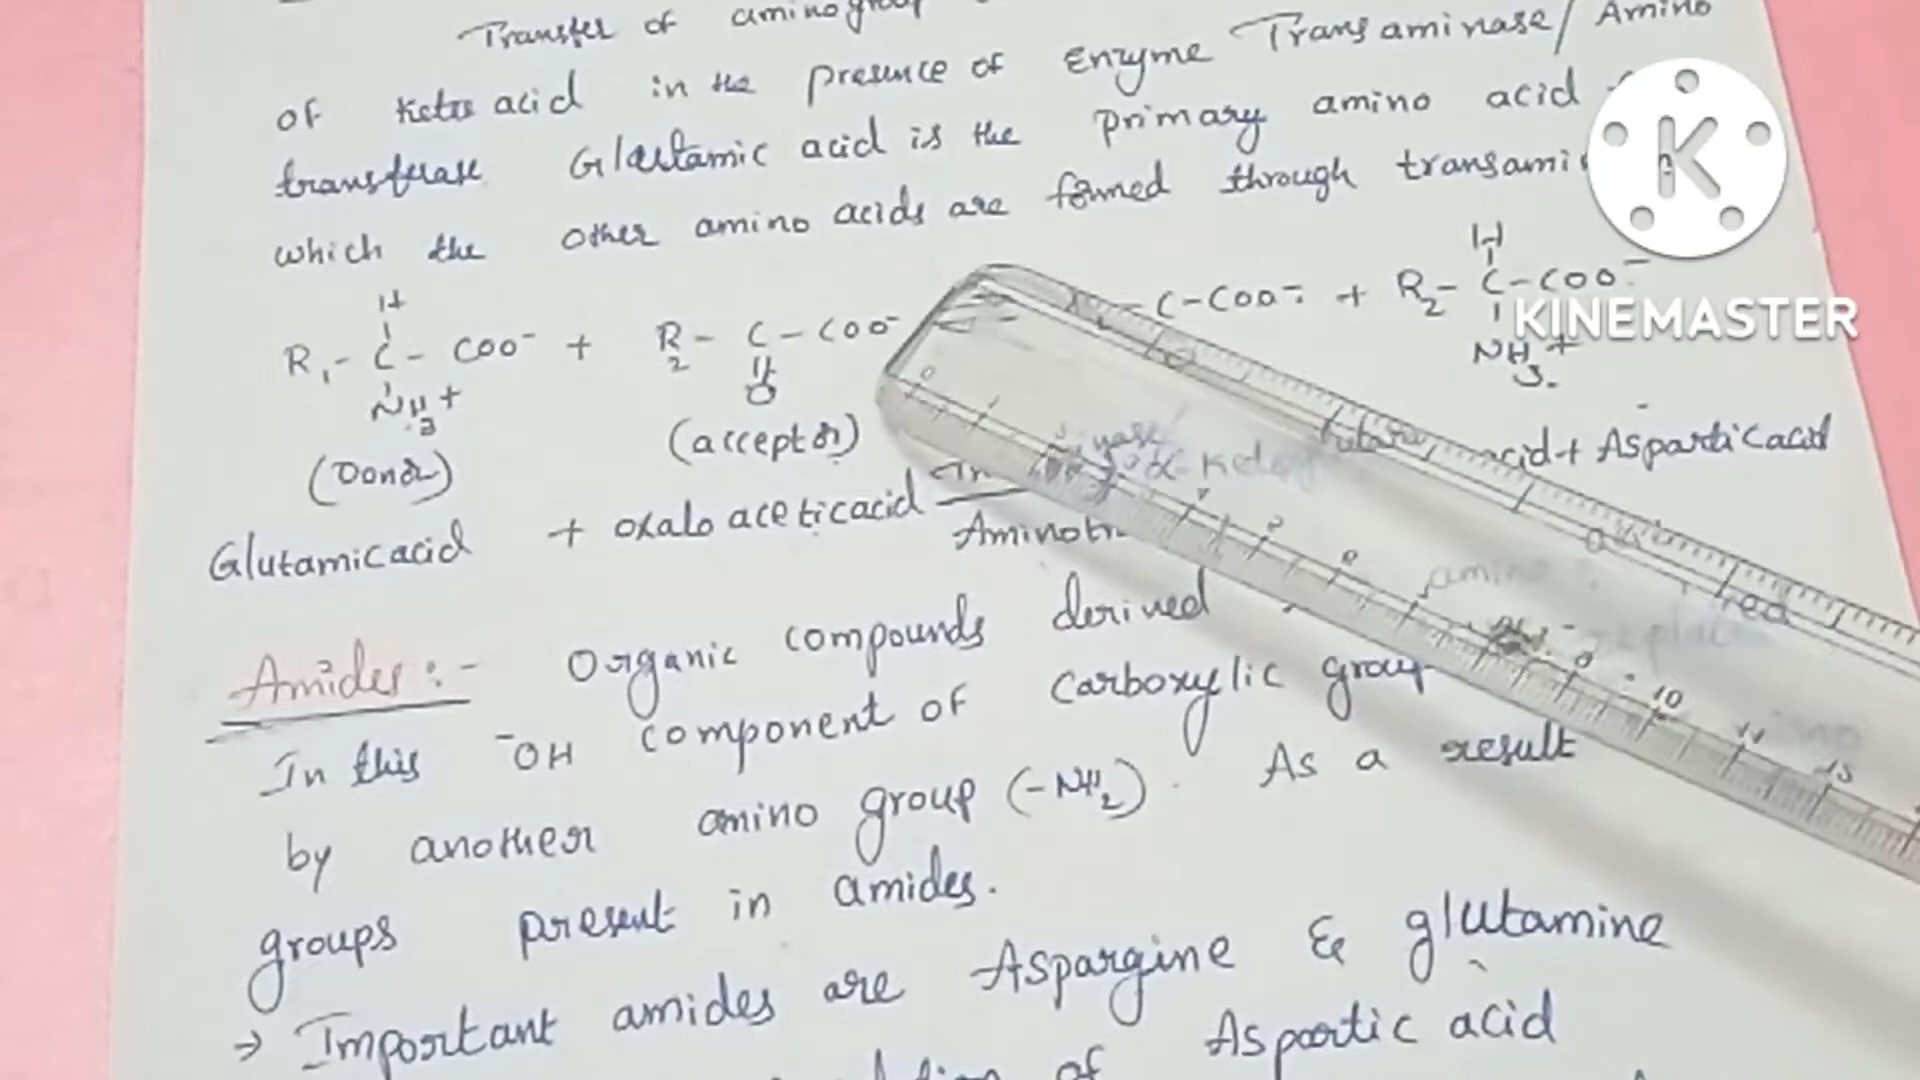 Transfer of aminogroup
of keto acid in the presence of Enzyme Transaminase/Amino
transferase Glutamic acid is the primary amino acid
which the other amino acids are formed through transami
H H
R₁ - C - COO⁻ + R₂ - C - COO⁻ C - COO⁻ + R₂ - C - COO⁻
NH₃⁺ O NH₃⁺
(Donor) (acceptor)
Glutamic acid + oxalo acetic acid α-Ketog acid + Aspartic acid
Aminotr
Amides :- Organic compounds derived
In this ⁻OH component of carboxylic group
by another amino group (-NH₂). As a result
groups present in amides.
→ Important amides are Aspargine & glutamine
of Aspartic acid
KINEMASTER